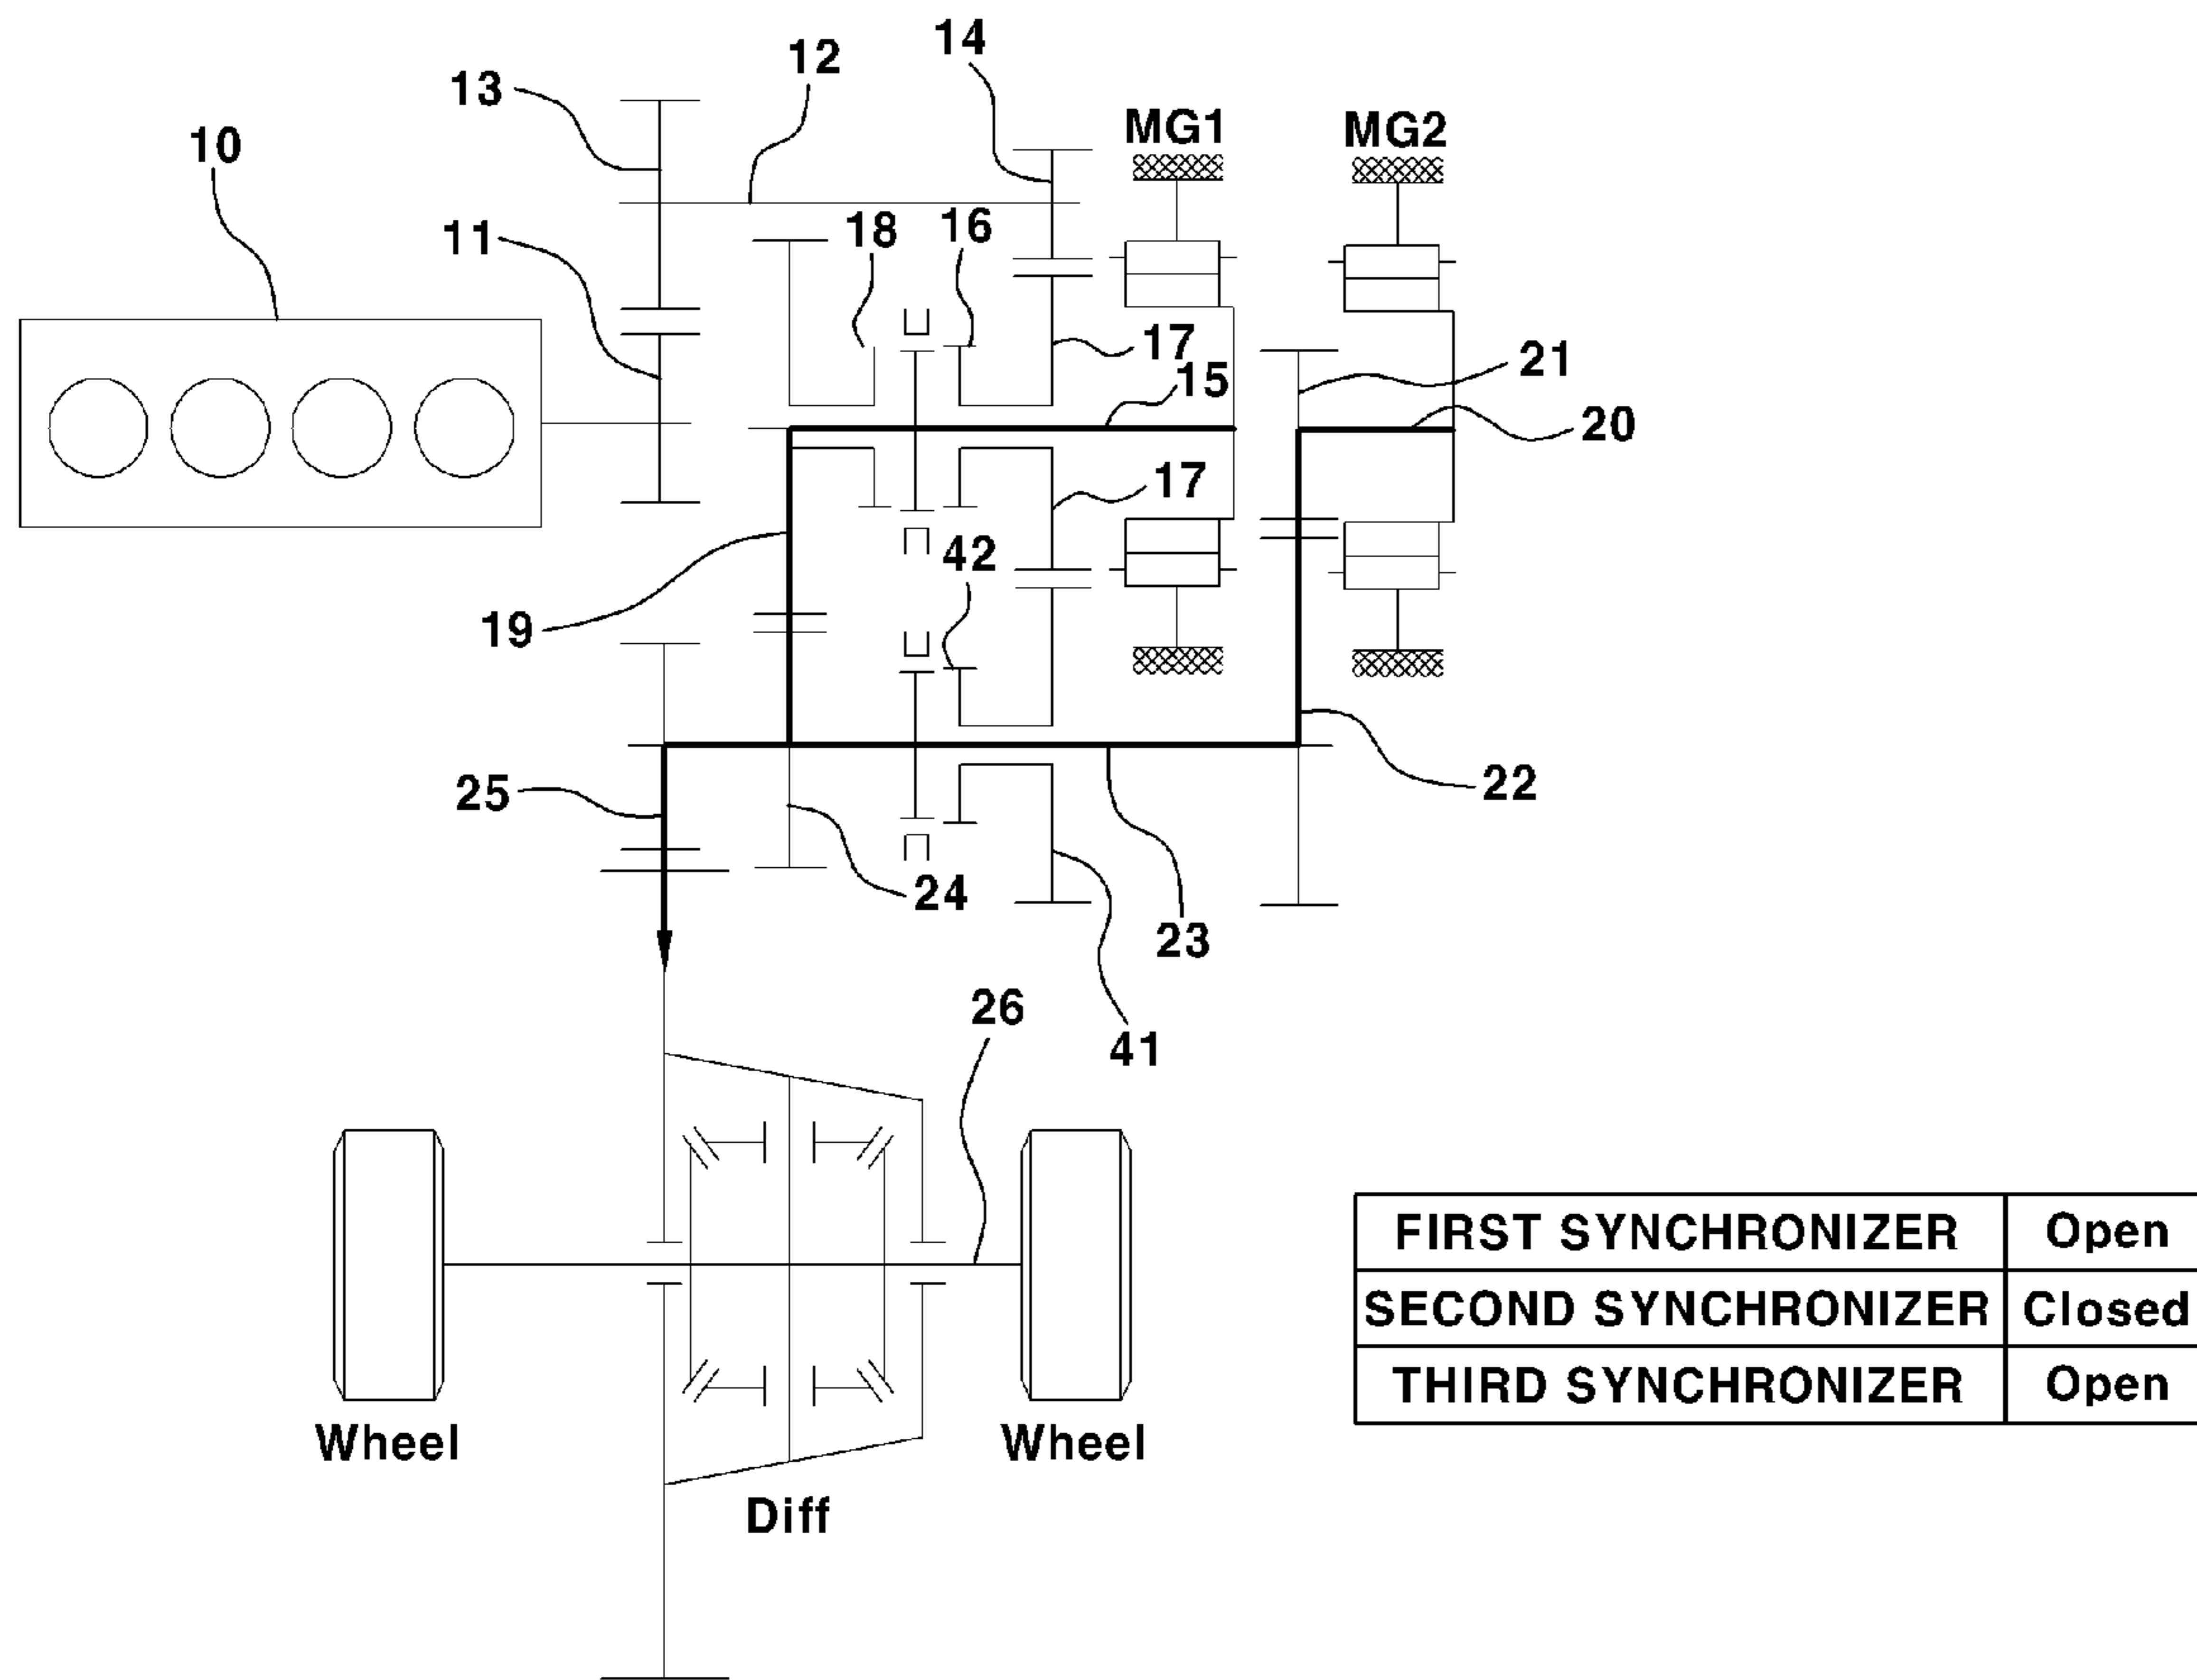 14
12
13
MG1
MG2
10
18
16
11
17
15
21
20
17
42
19
25
22
24
23
26
41
FIRST SYNCHRONIZER Open
SECOND SYNCHRONIZER Closed
THIRD SYNCHRONIZER Open
Wheel
Wheel
Diff